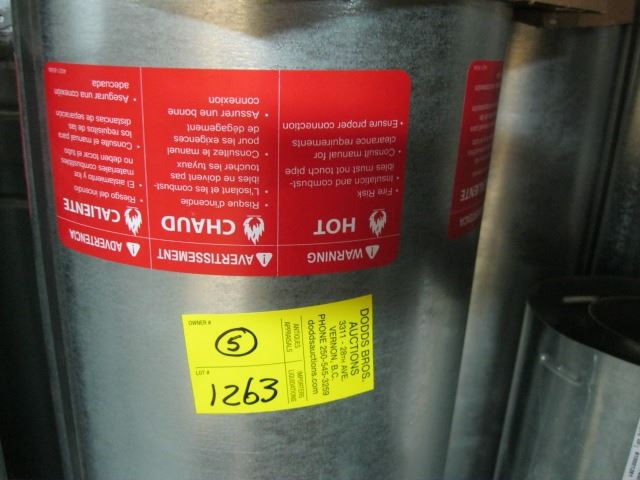 WARNING
HOT
• Fire Risk
• Insulation and combust-
ibles must not touch pipe
• Consult manual for
clearance requirements
• Ensure proper connection
AVERTISSEMENT
CHAUD
• Risque d'incendie
• L'isolant et les combust-
ibles ne doivent pas
toucher les tuyaux
• Consultez le manuel
pour les exigences
de dégagement
• Assurer une bonne
connexion
ADVERTENCIA
CALIENTE
• Riesgo del incendio
• El aislamiento y los
materiales combustibles
no deben tocar el tubo
• Consulte el manual para
los requisitos de las
distancias de separación
• Asegurar una conexión
adecuada
CALIENTE
OWNER #
5
LOT #
1263
ANTIQUES
APPRAISALS
IMPORTERS
LIQUIDATIONS
DODDS BROS.
AUCTIONS
3311 - 28TH AVE.
VERNON, B.C.
PHONE 250-545-3259
doddsauctions.com